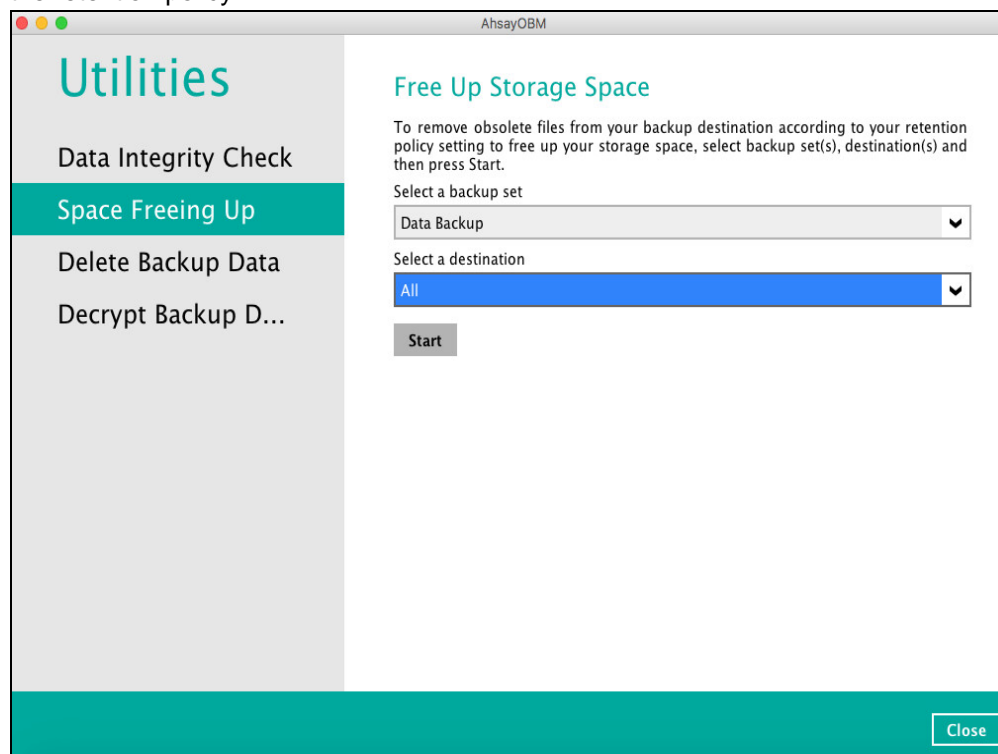 AhsayOBM
Utilities
Data Integrity Check
Space Freeing Up
Delete Backup Data
Decrypt Backup D...
Free Up Storage Space
To remove obsolete files from your backup destination according to your retention
policy setting to free up your storage space, select backup set(s), destination(s) and
then press Start.
Select a backup set
Data Backup
Select a destination
All
Start
Close